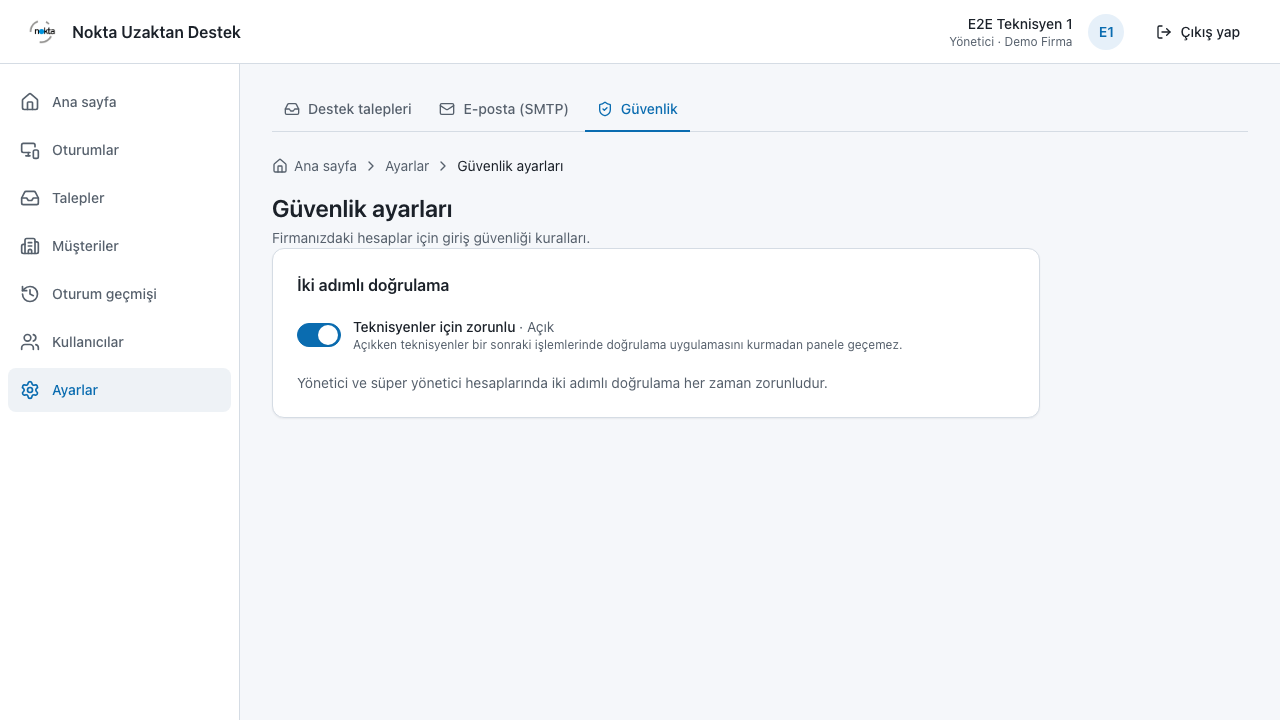 nokta
Nokta Uzaktan Destek
E2E Teknisyen 1
Yönetici · Demo Firma
E1
Çıkış yap
Ana sayfa
Oturumlar
Talepler
Müşteriler
Oturum geçmişi
Kullanıcılar
Ayarlar
Destek talepleri
E-posta (SMTP)
Güvenlik
Ana sayfa
Ayarlar
Güvenlik ayarları
Güvenlik ayarları
Firmanızdaki hesaplar için giriş güvenliği kuralları.
İki adımlı doğrulama
Teknisyenler için zorunlu · Açık
Açıkken teknisyenler bir sonraki işlemlerinde doğrulama uygulamasını kurmadan panele geçemez.
Yönetici ve süper yönetici hesaplarında iki adımlı doğrulama her zaman zorunludur.